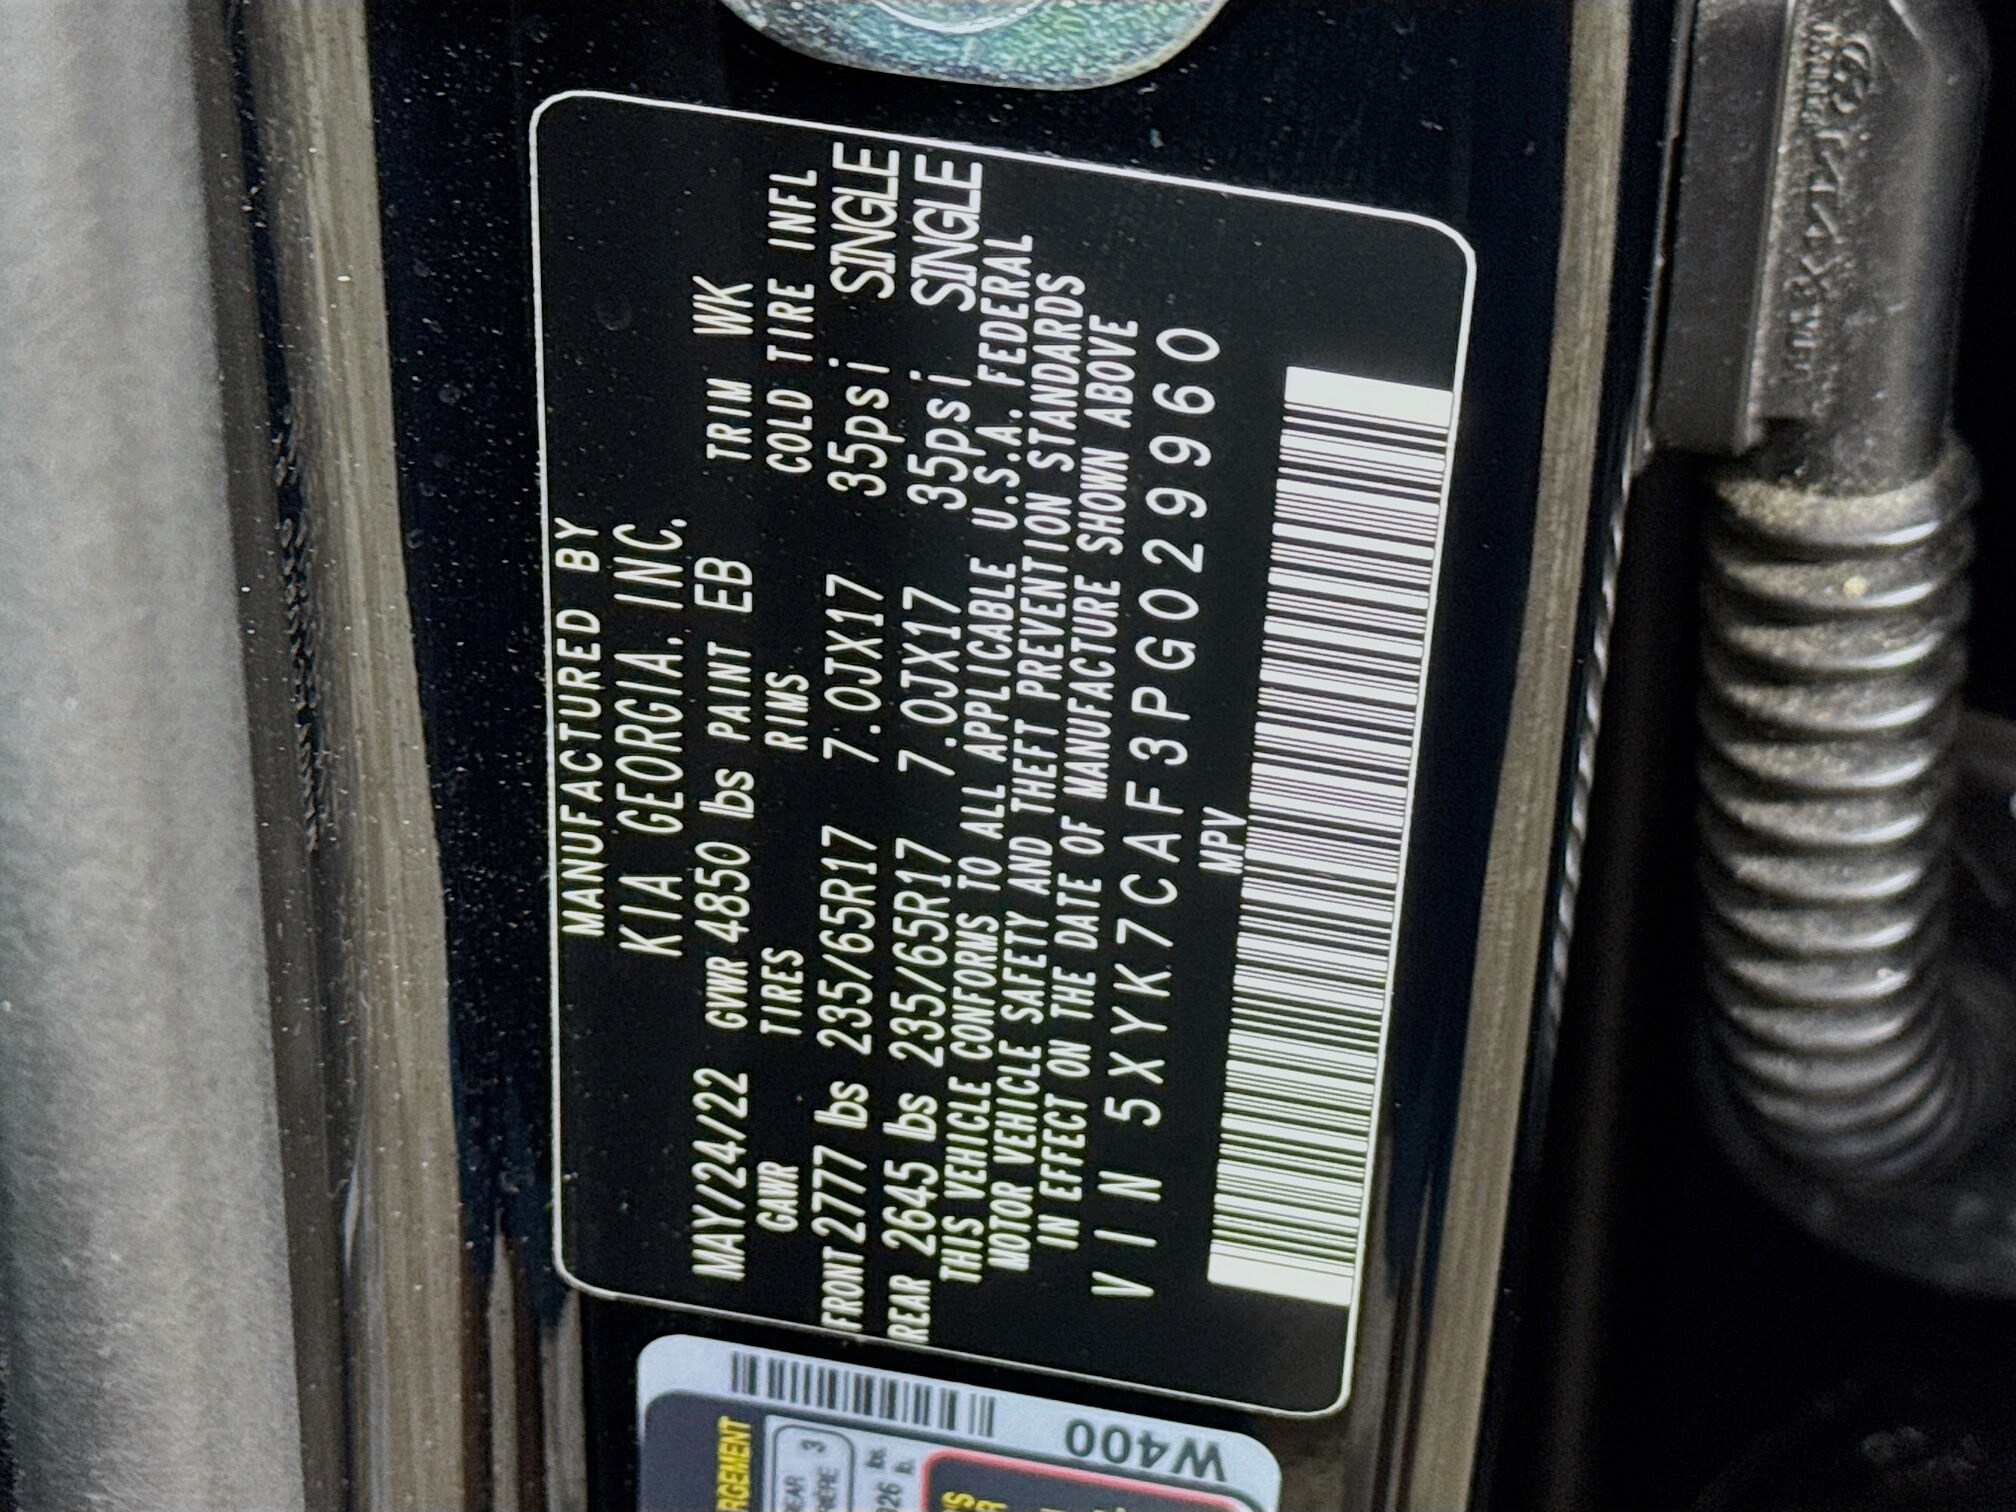 MANUFACTURED BY
KIA GEORGIA. INC.
MAY/24/22 GVWR 4850 lbs PAINT EB TRIM WK
GAWR TIRES RIMS COLD TIRE INFL
FRONT 2777 lbs 235/65R17 7.0JX17 35psi SINGLE
REAR 2645 lbs 235/65R17 7.0JX17 35psi SINGLE
THIS VEHICLE CONFORMS TO ALL APPLICABLE U.S.A. FEDERAL
MOTOR VEHICLE SAFETY AND THEFT PREVENTION STANDARDS
IN EFFECT ON THE DATE OF MANUFACTURE SHOWN ABOVE
VIN 5XYK7CAF3PG029960
MPV
W400